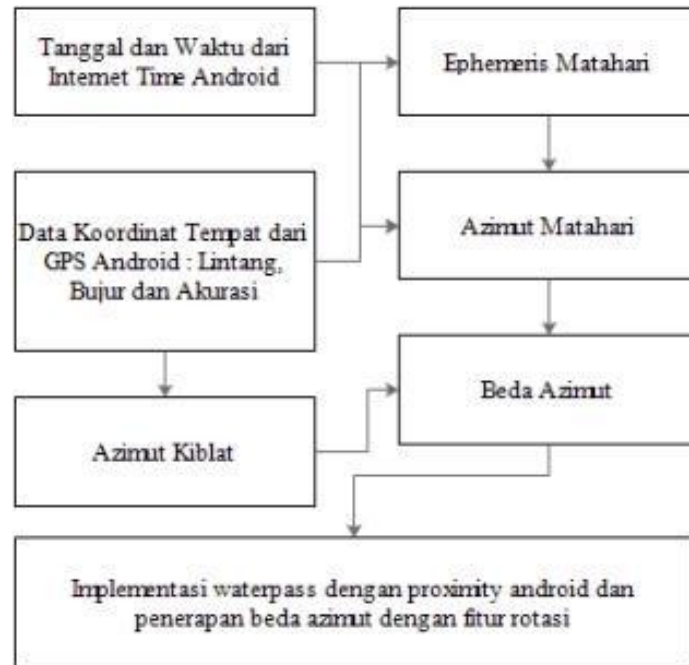 Tanggal dan Waktu dari
Internet Time Android
Ephemeris Matahari
Data Koordinat Tempat dari
GPS Android : Lintang,
Bujur dan Akurasi
Azimut Matahari
Beda Azimut
Azimut Kiblat
Implementasi waterpass dengan proximity android dan
penerapan beda azimut dengan fitur rotasi